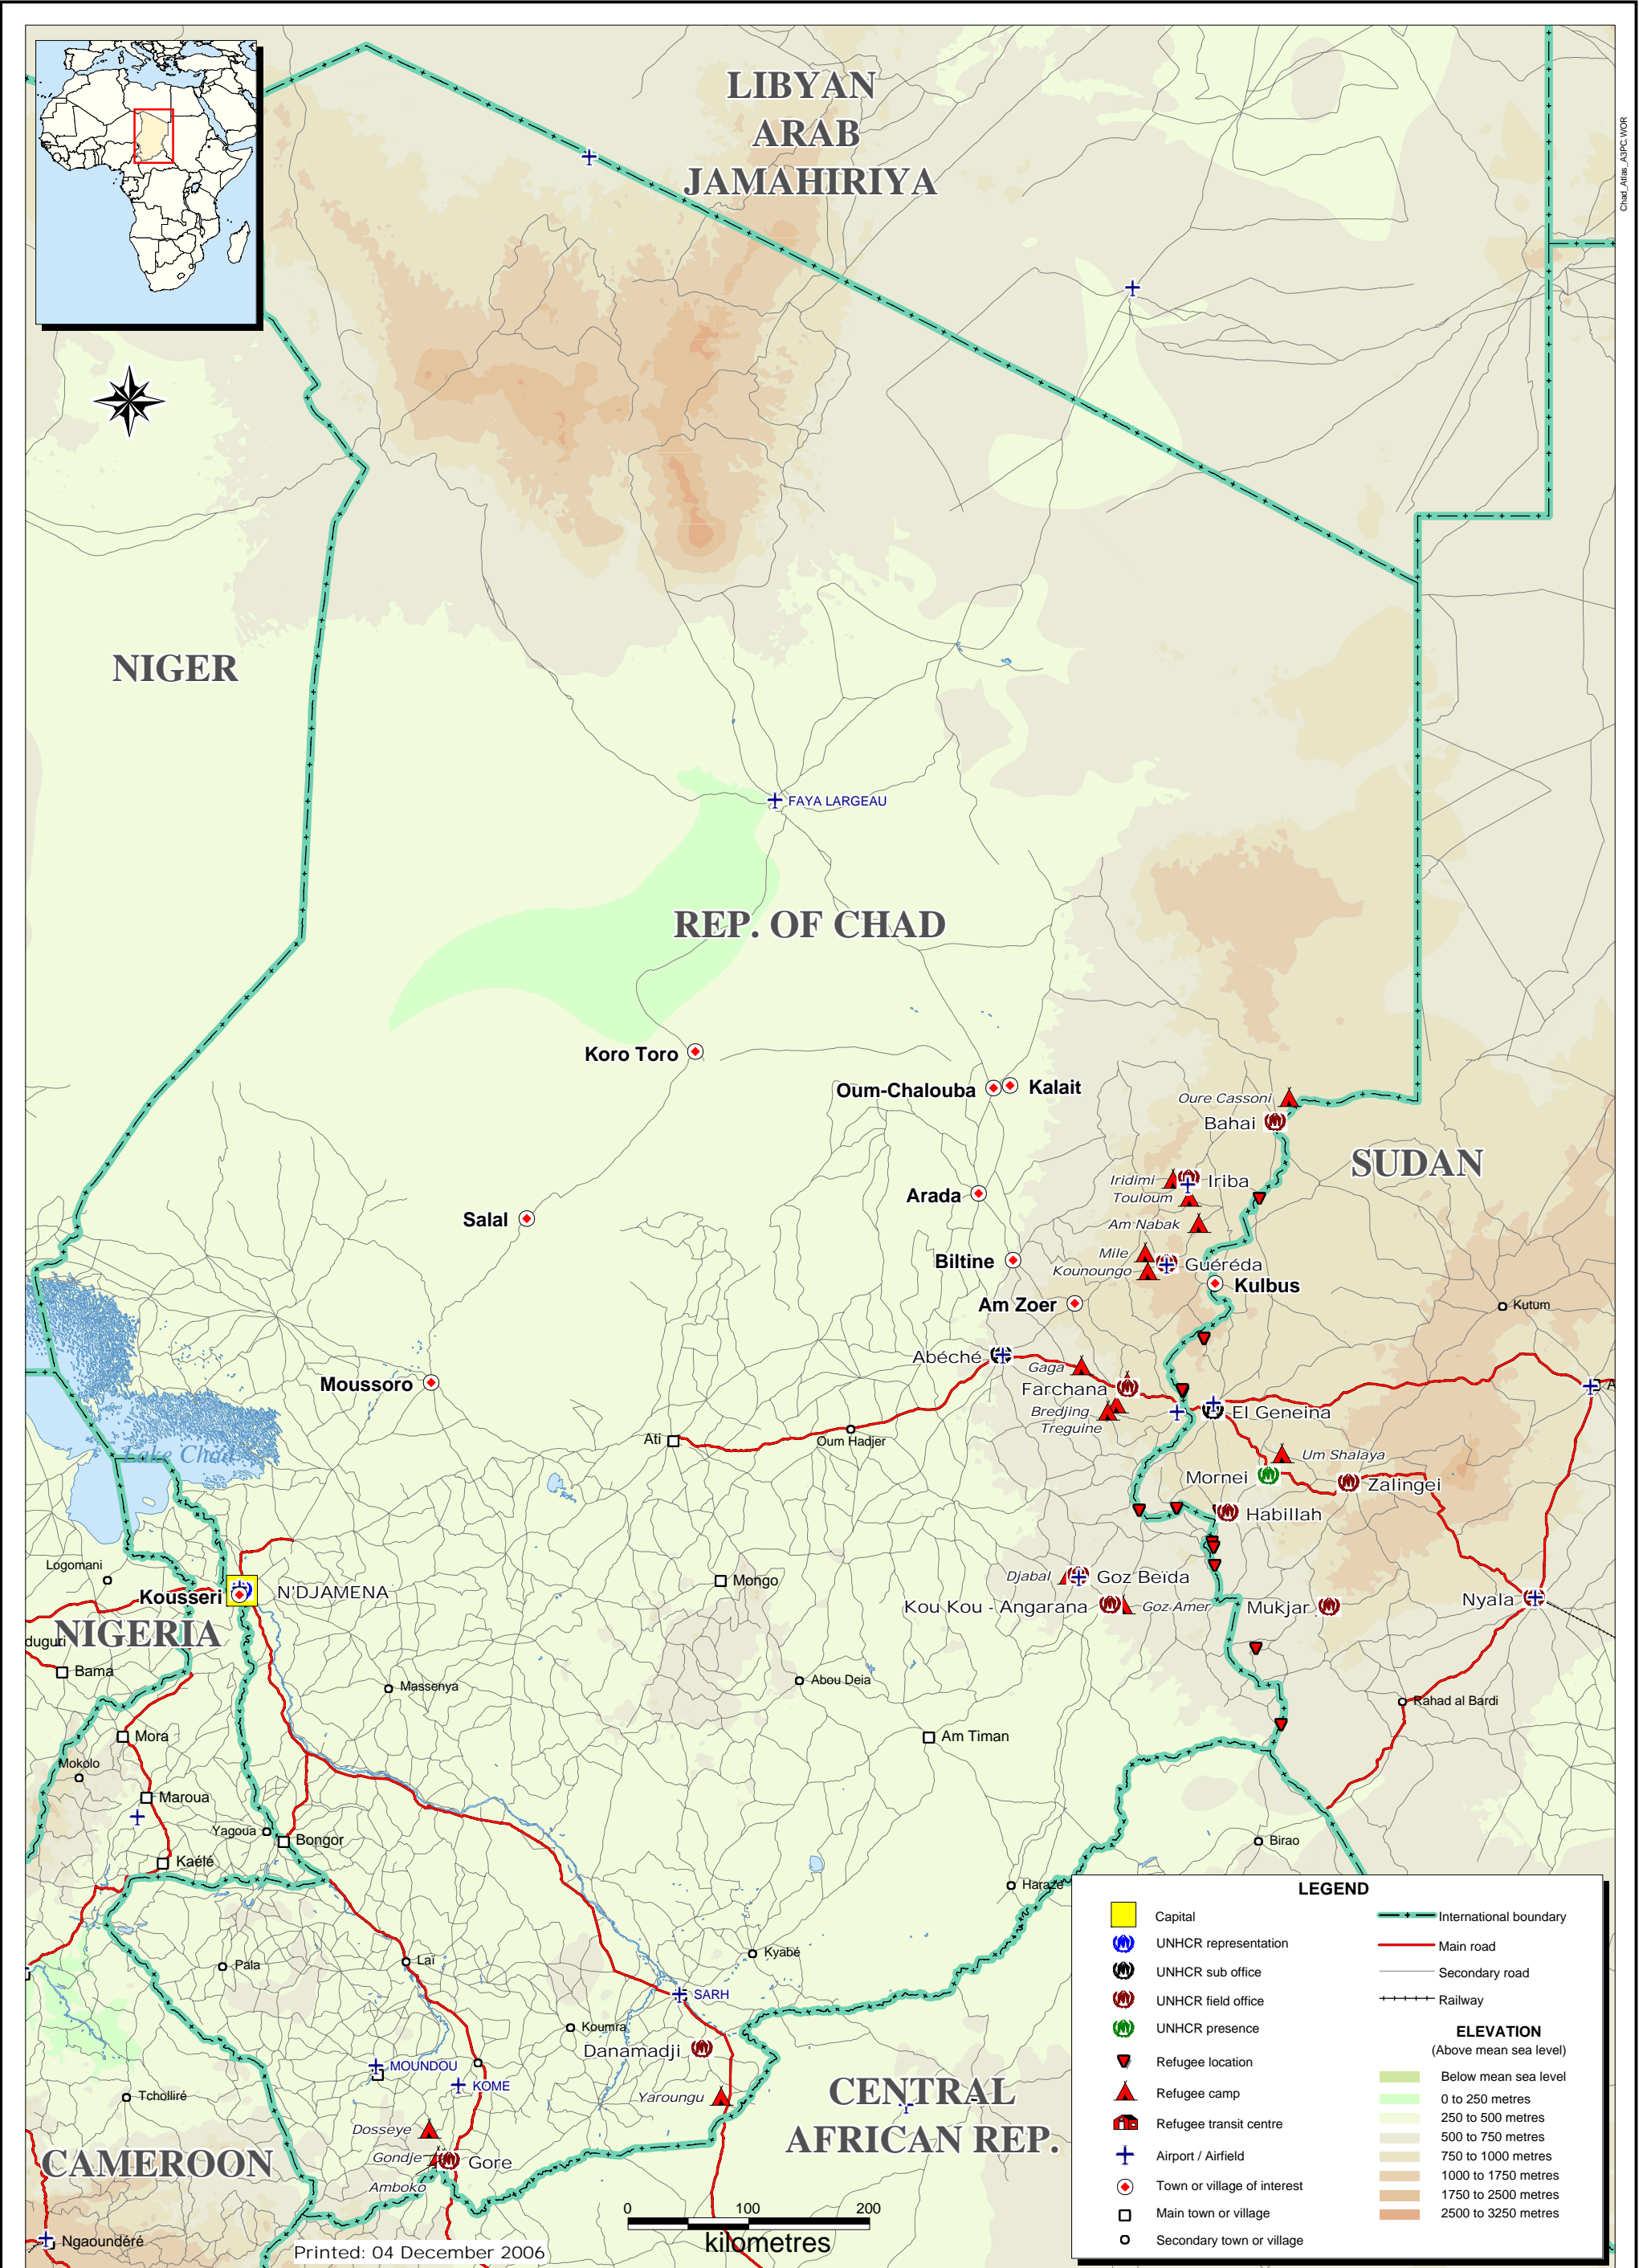 LIBYAN
ARAB
JAMAHIRIYA
Chad_Atlas_A3PC.WOR
NIGER
FAYA LARGEAU
REP. OF CHAD
Koro Toro
Oum-Chalouba
Kalait
Oure Cassoni
Bahai
SUDAN
Iridimi
Iriba
Touloum
Arada
Salal
Am Nabak
Mile
Biltine
Guéréda
Kounoungo
Kulbus
Am Zoer
Kutum
Abéché
Gaga
Moussoro
Farchana
A
Bredjing
El Geneina
Treguine
Ati
Oum Hadjer
Lake Chad
Um Shalaya
Mornei
Zalingei
Habillah
Logomani
Djabal
Goz Beïda
Mongo
N'DJAMENA
Kousseri
Kou Kou - Angarana
Goz Amer
Mukjar
Nyala
NIGERIA
duguri
Bama
Abou Deia
Massenya
Rahad al Bardi
Mora
Am Timan
Mokolo
Maroua
Yagoua
Bongor
Birao
Kaélé
Haraze
Kyabé
Laï
Pala
SARH
Koumra
Danamadji
MOUNDOU
KOME
Tcholliré
Yaroungu
CENTRAL
AFRICAN REP.
Dosseye
Gondje
Gore
CAMEROON
Amboko
Ngaoundéré
0 100 200
kilometres
Printed: 04 December 2006
LEGEND
Capital
UNHCR representation
UNHCR sub office
UNHCR field office
UNHCR presence
Refugee location
Refugee camp
Refugee transit centre
Airport / Airfield
Town or village of interest
Main town or village
Secondary town or village
International boundary
Main road
Secondary road
Railway
ELEVATION
(Above mean sea level)
Below mean sea level
0 to 250 metres
250 to 500 metres
500 to 750 metres
750 to 1000 metres
1000 to 1750 metres
1750 to 2500 metres
2500 to 3250 metres